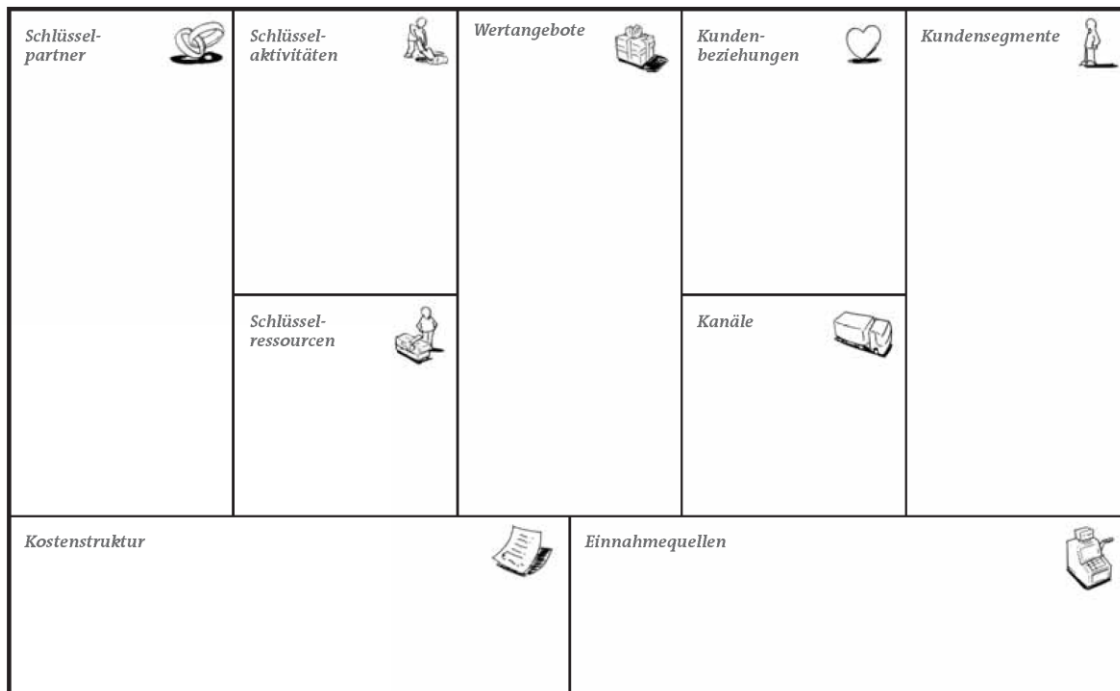 Schlüssel-
partner
Schlüssel-
aktivitäten
Wertangebote
Kunden-
beziehungen
Kundensegmente
Schlüssel-
ressourcen
Kanäle
Kostenstruktur
Einnahmequellen